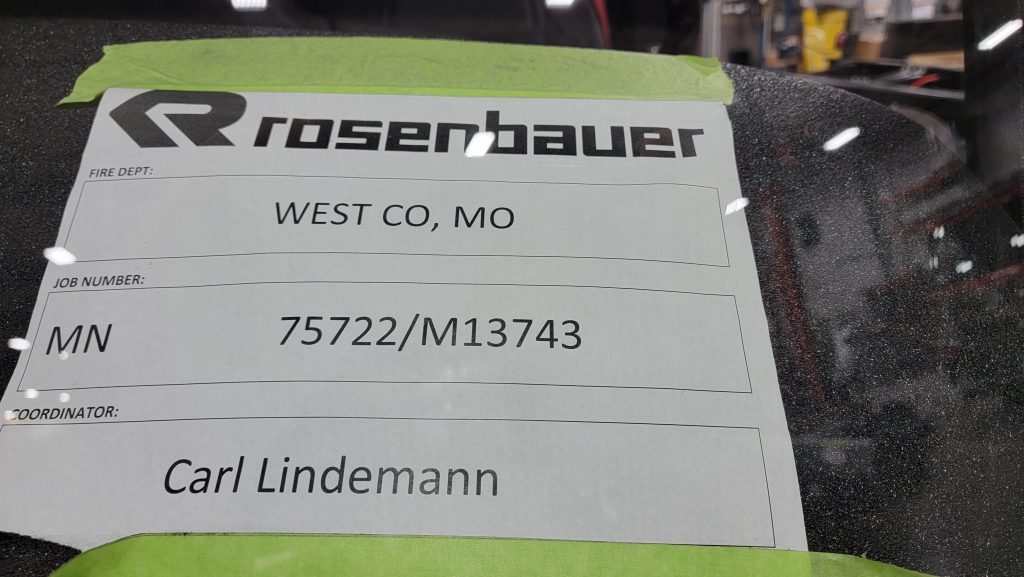 rosenbauer
FIRE DEPT:
WEST CO, MO
JOB NUMBER:
MN 75722/M13743
COORDINATOR:
Carl Lindemann